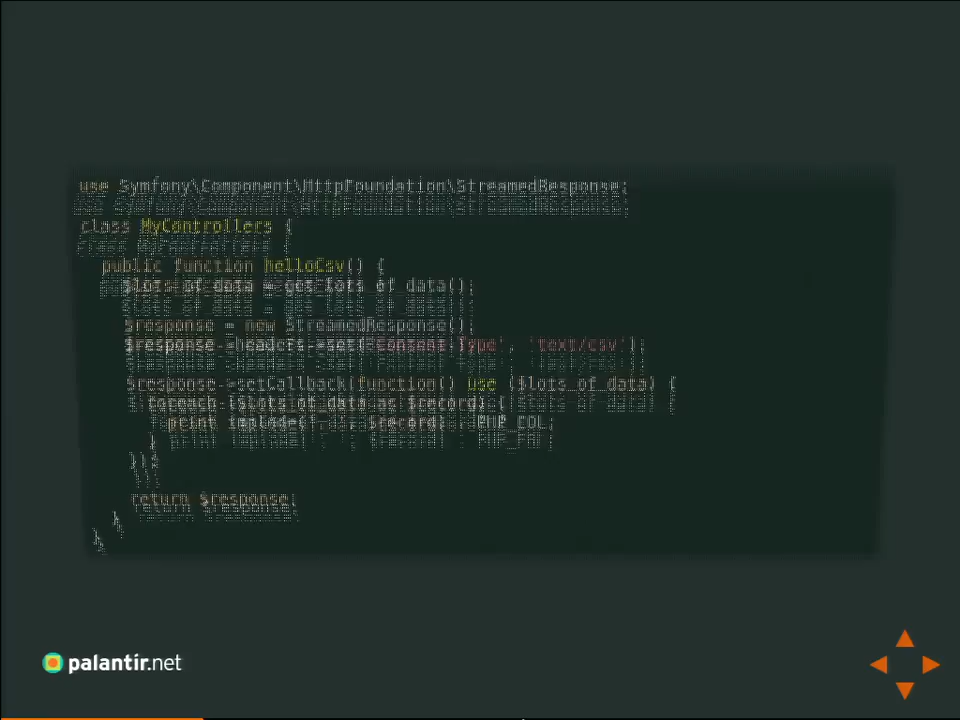 use Symfony\Component\HttpFoundation\StreamedResponse;
class MyControllers {
public function helloCsv() {
$lots_of_data = get_lots_of_data();
$response = new StreamedResponse();
$response->headers->set('Content-Type', 'text/csv');
$response->setCallback(function() use ($lots_of_data) {
foreach ($lots_of_data as $record) {
print implode( $record) PHP_EOL;
}
});
return $response;
}
}
palantir.net